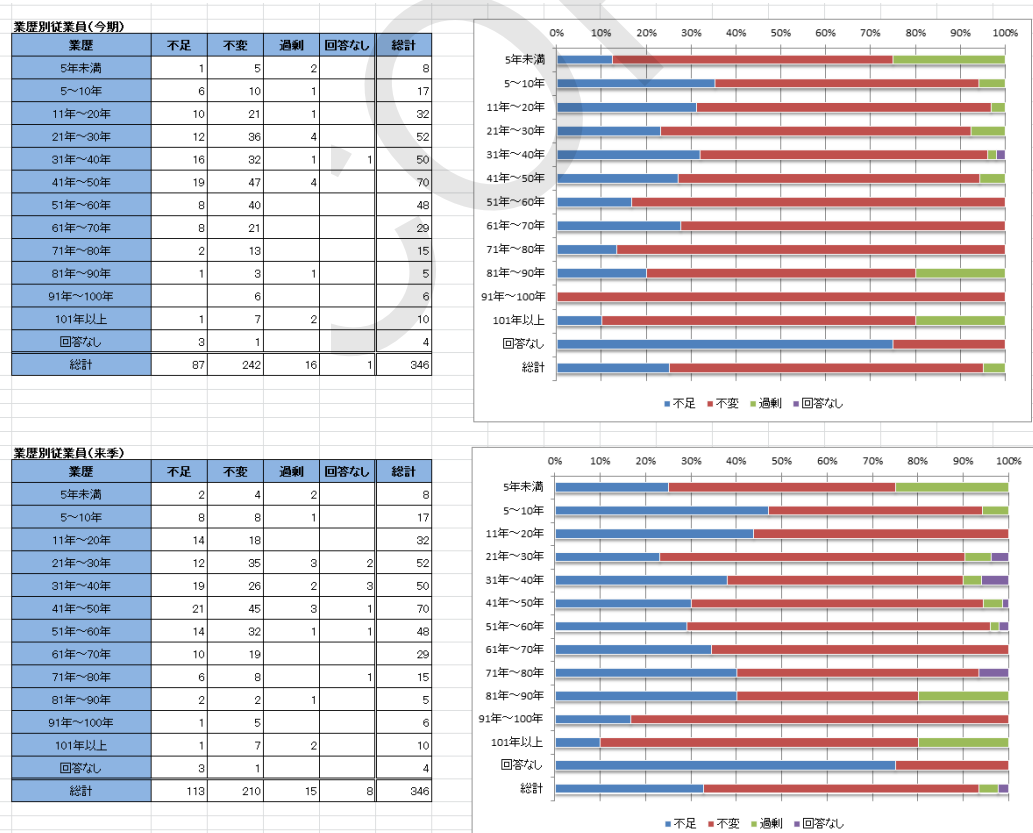 業歴別従業員(今期)
業歴 不足 不変 過剰 回答なし 総計
5年未満 1 5 2 8
5～10年 6 10 1 17
11年～20年 10 21 1 32
21年～30年 12 36 4 52
31年～40年 16 32 1 1 50
41年～50年 19 47 4 70
51年～60年 8 40 48
61年～70年 8 21 29
71年～80年 2 13 15
81年～90年 1 3 1 5
91年～100年 6 6
101年以上 1 7 2 10
回答なし 3 1 4
総計 87 242 16 1 346
0% 10% 20% 30% 40% 50% 60% 70% 80% 90% 100%
5年未満
5～10年
11年～20年
21年～30年
31年～40年
41年～50年
51年～60年
61年～70年
71年～80年
81年～90年
91年～100年
101年以上
回答なし
総計
不足 不変 過剰 回答なし
業歴別従業員(来季)
業歴 不足 不変 過剰 回答なし 総計
5年未満 2 4 2 8
5～10年 8 8 1 17
11年～20年 14 18 32
21年～30年 12 35 3 2 52
31年～40年 19 26 2 3 50
41年～50年 21 45 3 1 70
51年～60年 14 32 1 1 48
61年～70年 10 19 29
71年～80年 6 8 1 15
81年～90年 2 2 1 5
91年～100年 1 5 6
101年以上 1 7 2 10
回答なし 3 1 4
総計 113 210 15 8 346
0% 10% 20% 30% 40% 50% 60% 70% 80% 90% 100%
5年未満
5～10年
11年～20年
21年～30年
31年～40年
41年～50年
51年～60年
61年～70年
71年～80年
81年～90年
91年～100年
101年以上
回答なし
総計
不足 不変 過剰 回答なし